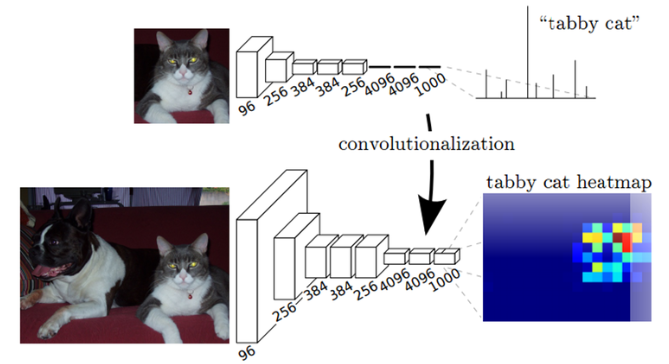 “tabby cat”
96 256 384 384 256 4096 4096 1000
convolutionalization
tabby cat heatmap
96 256 384 384 256 4096 4096 1000